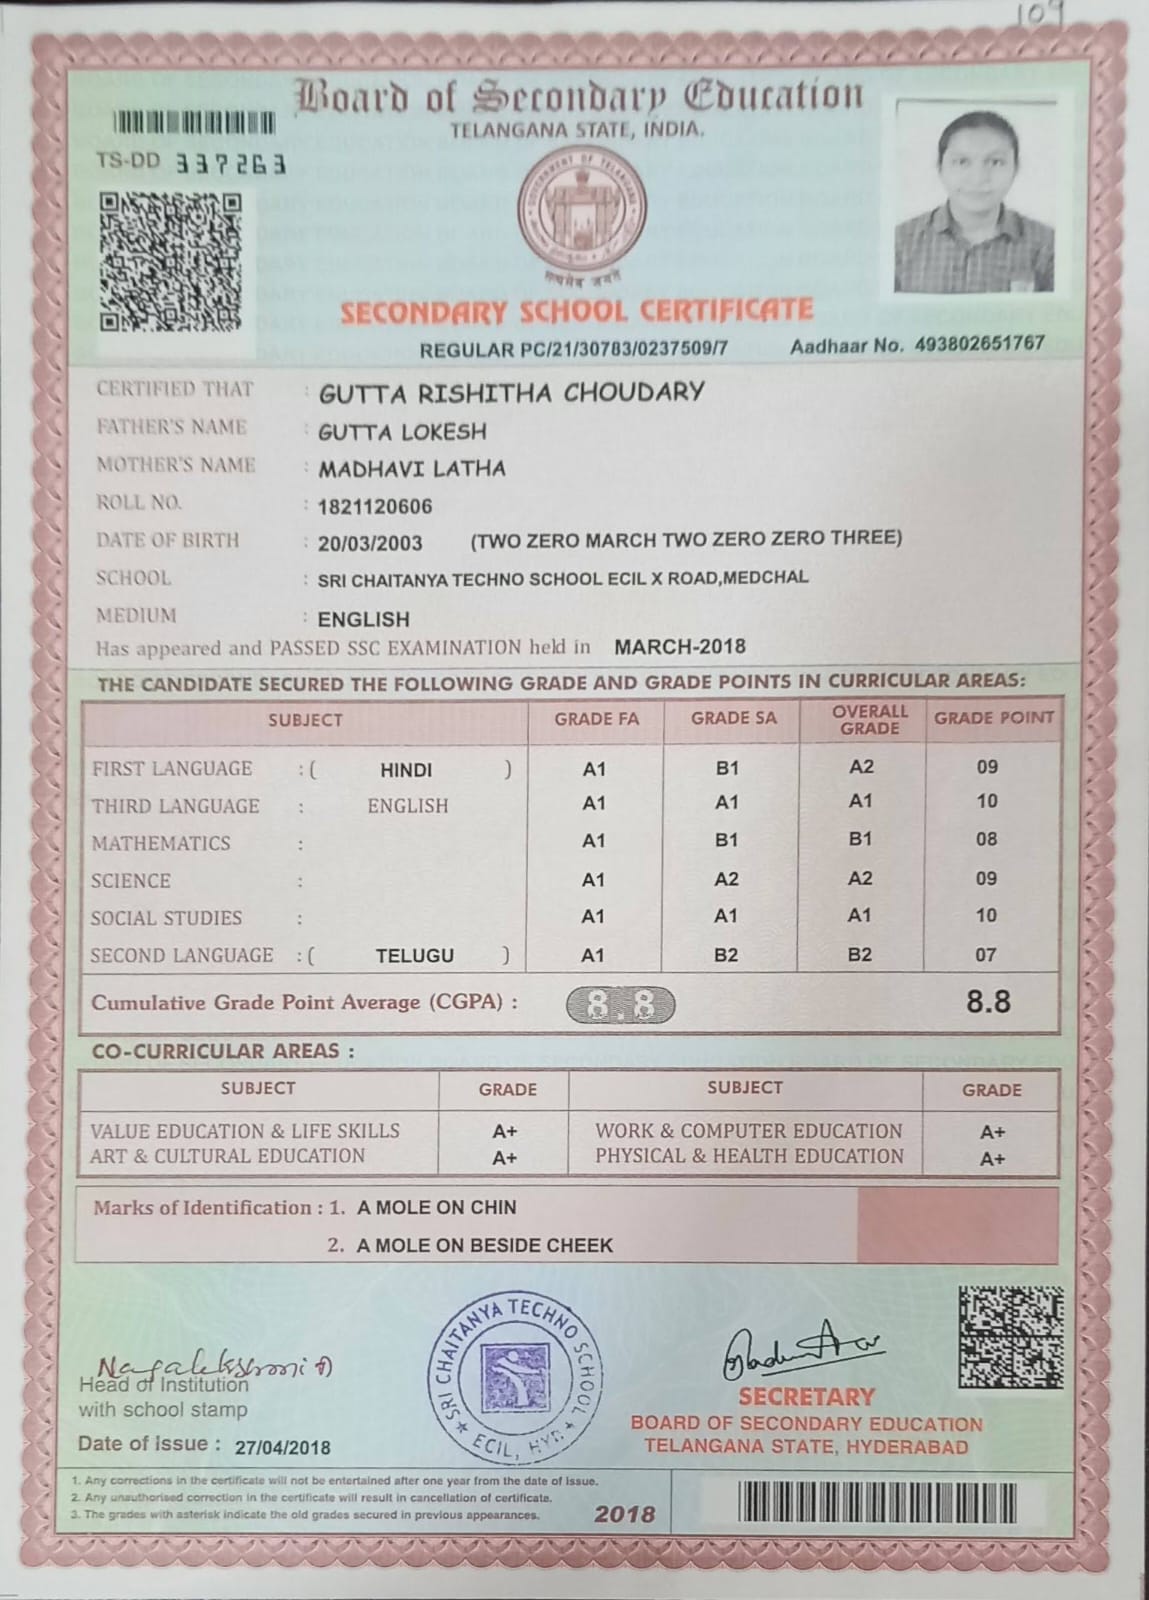 109
Board of Secondary Education
TELANGANA STATE, INDIA.
TS-DD 337263
GOVERNMENT OF TELANGANA
सत्यमेव जयते
SECONDARY SCHOOL CERTIFICATE
REGULAR PC/21/30783/0237509/7 Aadhaar No. 493802651767
CERTIFIED THAT : GUTTA RISHITHA CHOUDARY
FATHER'S NAME : GUTTA LOKESH
MOTHER'S NAME : MADHAVI LATHA
ROLL NO. : 1821120606
DATE OF BIRTH : 20/03/2003 (TWO ZERO MARCH TWO ZERO ZERO THREE)
SCHOOL : SRI CHAITANYA TECHNO SCHOOL ECIL X ROAD,MEDCHAL
MEDIUM : ENGLISH
Has appeared and PASSED SSC EXAMINATION held in MARCH-2018
THE CANDIDATE SECURED THE FOLLOWING GRADE AND GRADE POINTS IN CURRICULAR AREAS:
SUBJECT GRADE FA GRADE SA OVERALL GRADE GRADE POINT
FIRST LANGUAGE : ( HINDI ) A1 B1 A2 09
THIRD LANGUAGE : ENGLISH A1 A1 A1 10
MATHEMATICS : A1 B1 B1 08
SCIENCE : A1 A2 A2 09
SOCIAL STUDIES : A1 A1 A1 10
SECOND LANGUAGE : ( TELUGU ) A1 B2 B2 07
Cumulative Grade Point Average (CGPA) : 8.8 8.8
CO-CURRICULAR AREAS :
SUBJECT GRADE SUBJECT GRADE
VALUE EDUCATION & LIFE SKILLS A+ WORK & COMPUTER EDUCATION A+
ART & CULTURAL EDUCATION A+ PHYSICAL & HEALTH EDUCATION A+
Marks of Identification : 1. A MOLE ON CHIN
2. A MOLE ON BESIDE CHEEK
SRI CHAITANYA TECHNO SCHOOL
★ ECIL, HYD. ★
Head of Institution
with school stamp
Date of Issue : 27/04/2018
SECRETARY
BOARD OF SECONDARY EDUCATION
TELANGANA STATE, HYDERABAD
1. Any corrections in the certificate will not be entertained after one year from the date of issue.
2. Any unauthorised correction in the certificate will result in cancellation of certificate.
3. The grades with asterisk indicate the old grades secured in previous appearances.
2018